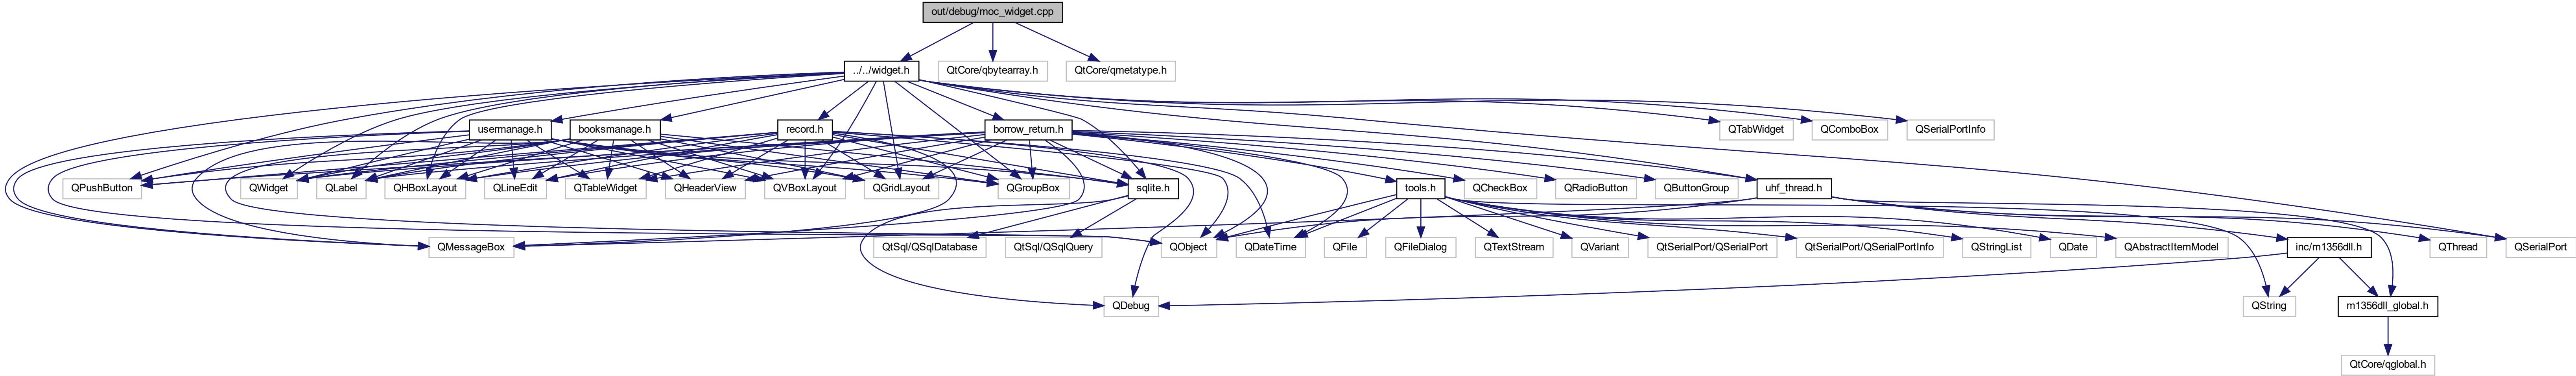 out/debug/moc_widget.cpp
../../widget.h
QtCore/qbytearray.h
QtCore/qmetatype.h
usermanage.h
booksmanage.h
record.h
borrow_return.h
QTabWidget
QComboBox
QSerialPortInfo
QPushButton
QWidget
QLabel
QHBoxLayout
QLineEdit
QTableWidget
QHeaderView
QVBoxLayout
QGridLayout
QGroupBox
sqlite.h
tools.h
QCheckBox
QRadioButton
QButtonGroup
uhf_thread.h
QMessageBox
QtSql/QSqlDatabase
QtSql/QSqlQuery
QObject
QDateTime
QFile
QFileDialog
QTextStream
QVariant
QtSerialPort/QSerialPort
QtSerialPort/QSerialPortInfo
QStringList
QDate
QAbstractItemModel
inc/m1356dll.h
QThread
QSerialPort
QDebug
QString
m1356dll_global.h
QtCore/qglobal.h